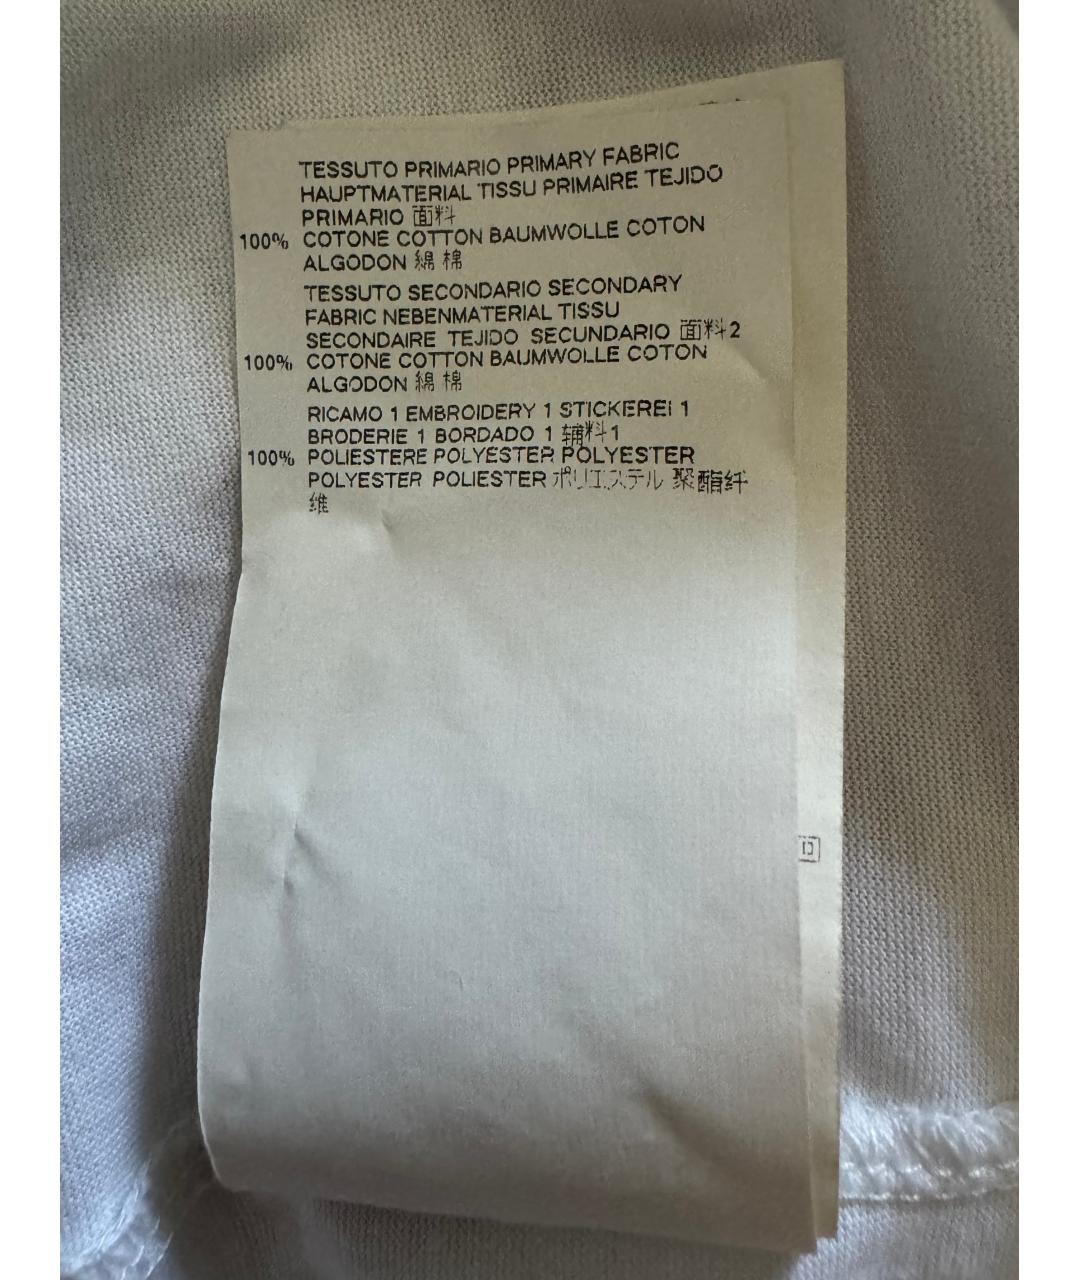 TESSUTO PRIMARIO PRIMARY FABRIC
HAUPTMATERIAL TISSU PRIMAIRE TEJIDO
PRIMARIO 面料
100% COTONE COTTON BAUMWOLLE COTON
ALGODON 綿 棉
TESSUTO SECONDARIO SECONDARY
FABRIC NEBENMATERIAL TISSU
SECONDAIRE TEJIDO SECUNDARIO 面料2
100% COTONE COTTON BAUMWOLLE COTON
ALGODON 綿 棉
RICAMO 1 EMBROIDERY 1 STICKEREI 1
BRODERIE 1 BORDADO 1 辅料1
100% POLIESTERE POLYESTER POLYESTER
POLYESTER POLIESTER ポリエステル 聚酯纤
维